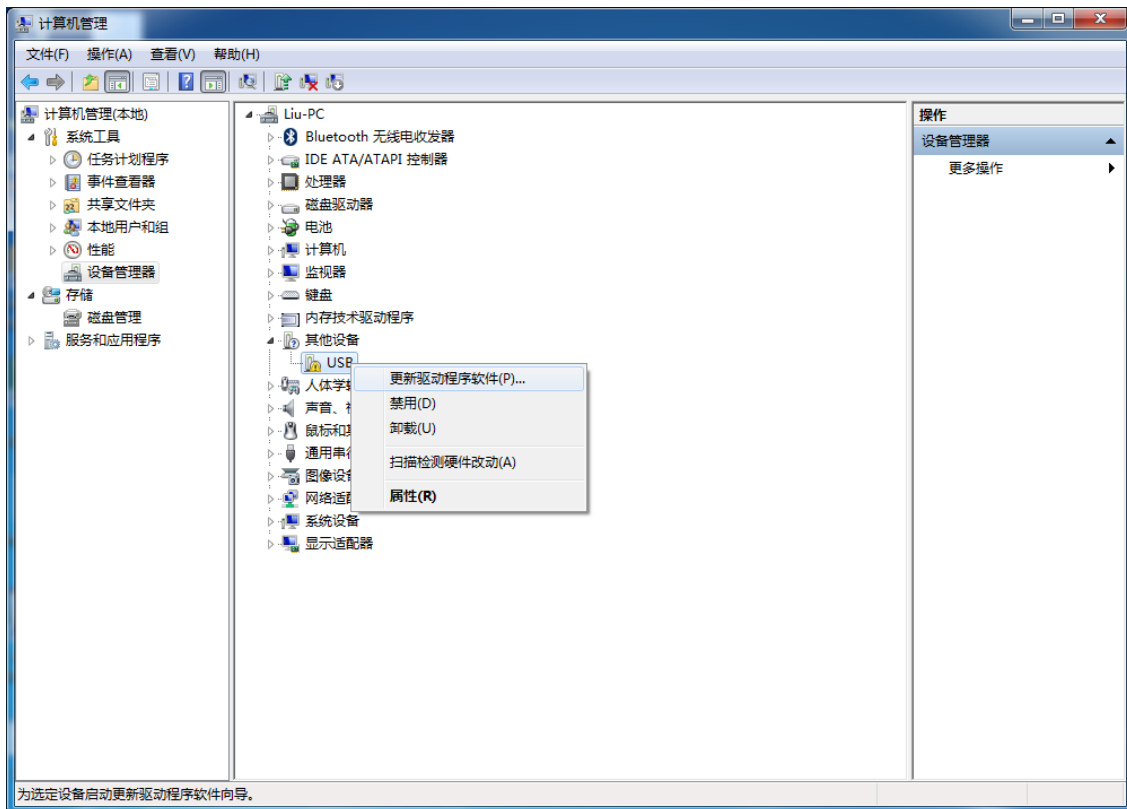 计算机管理
文件(F) 操作(A) 查看(V) 帮助(H)
计算机管理(本地)
系统工具
任务计划程序
事件查看器
共享文件夹
本地用户和组
性能
设备管理器
存储
磁盘管理
服务和应用程序
Liu-PC
Bluetooth 无线电收发器
IDE ATA/ATAPI 控制器
处理器
磁盘驱动器
电池
计算机
监视器
键盘
内存技术驱动程序
其他设备
USB
人体学
声音、
鼠标和
通用串
图像设
网络适
系统设备
显示适配器
更新驱动程序软件(P)...
禁用(D)
卸载(U)
扫描检测硬件改动(A)
属性(R)
操作
设备管理器
更多操作
为选定设备启动更新驱动程序软件向导。